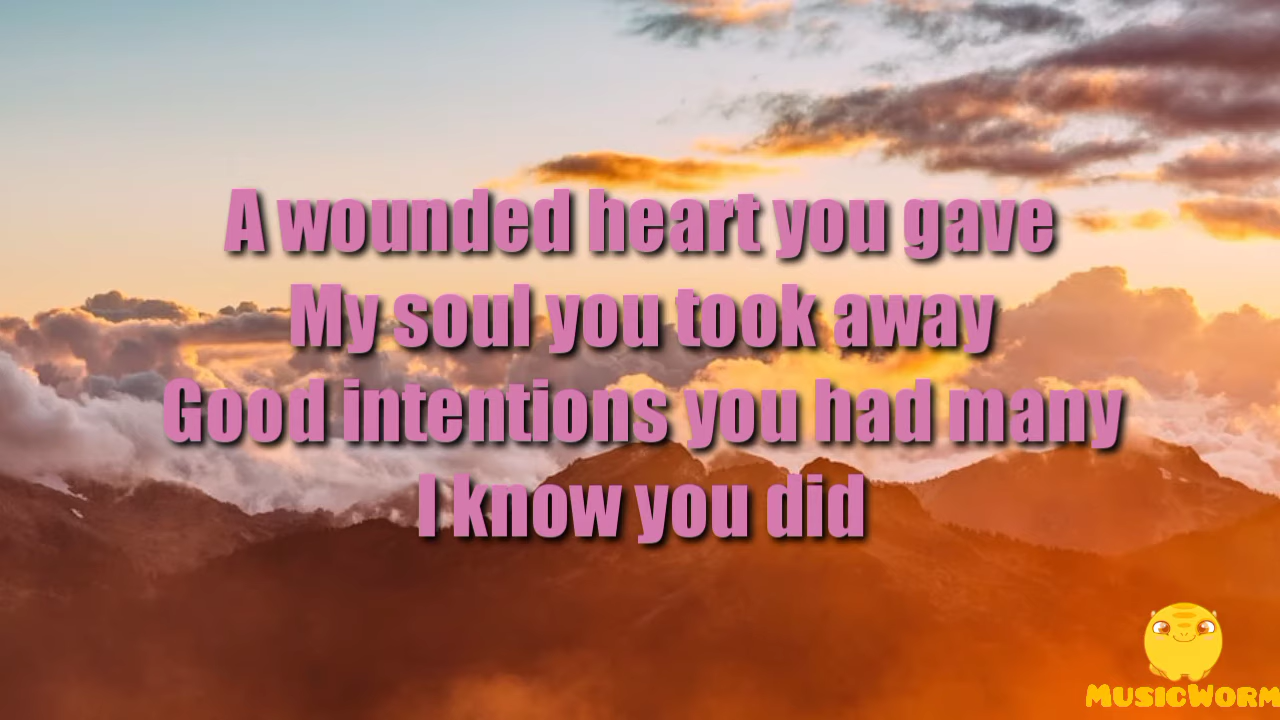 A wounded heart you gave
My soul you took away
Good intentions you had many
I know you did
MusicWorm